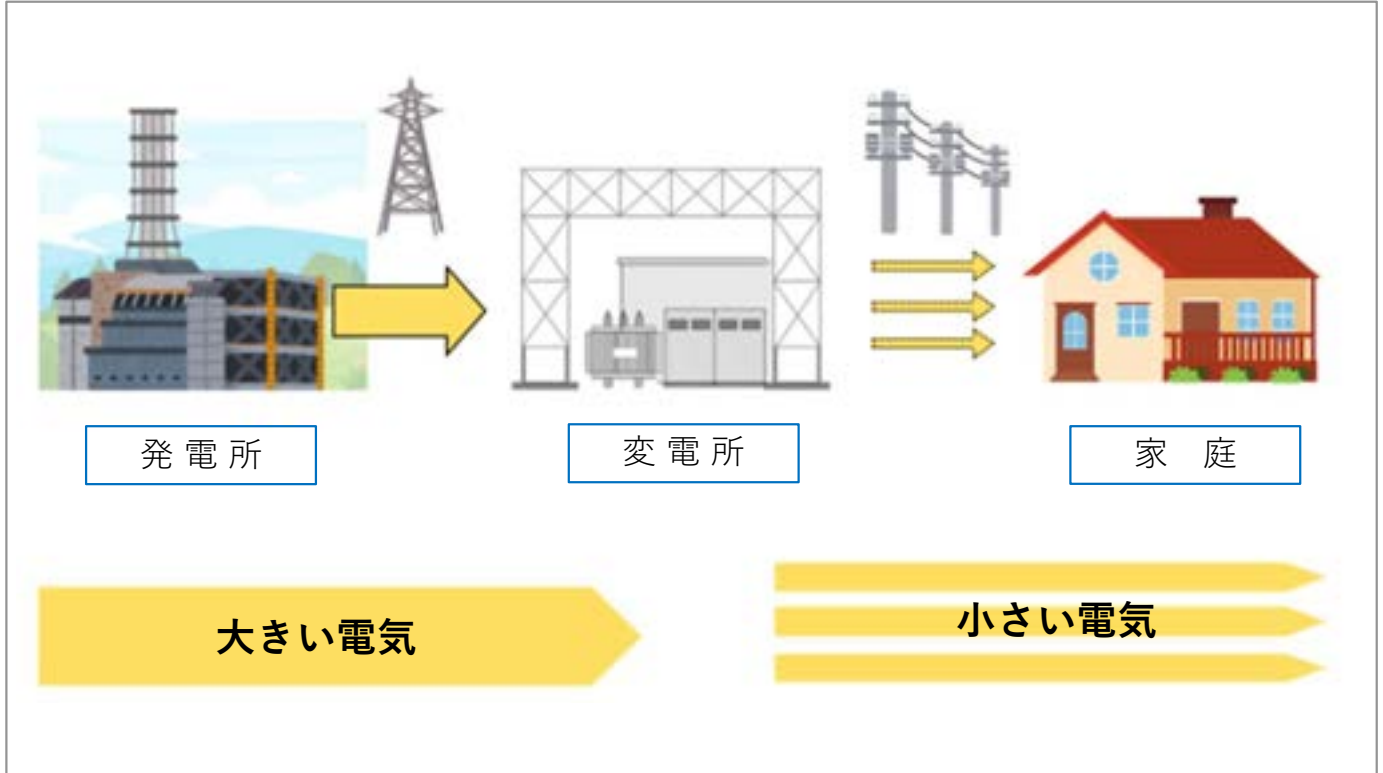 発電所
変電所
家　庭
大きい電気
小さい電気